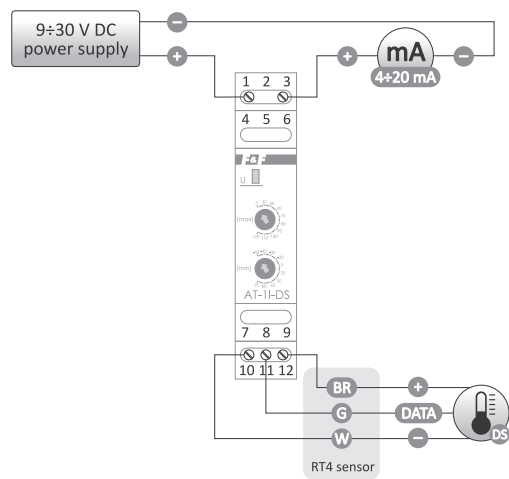 9÷30 V DC
power supply
−
+
+
mA
−
4÷20 mA
1 2 3
4 5 6
F&F
U
[max]
[min]
AT-1I-DS
7 8 9
10 11 12
BR
+
G
DATA
W
−
DS
RT4 sensor